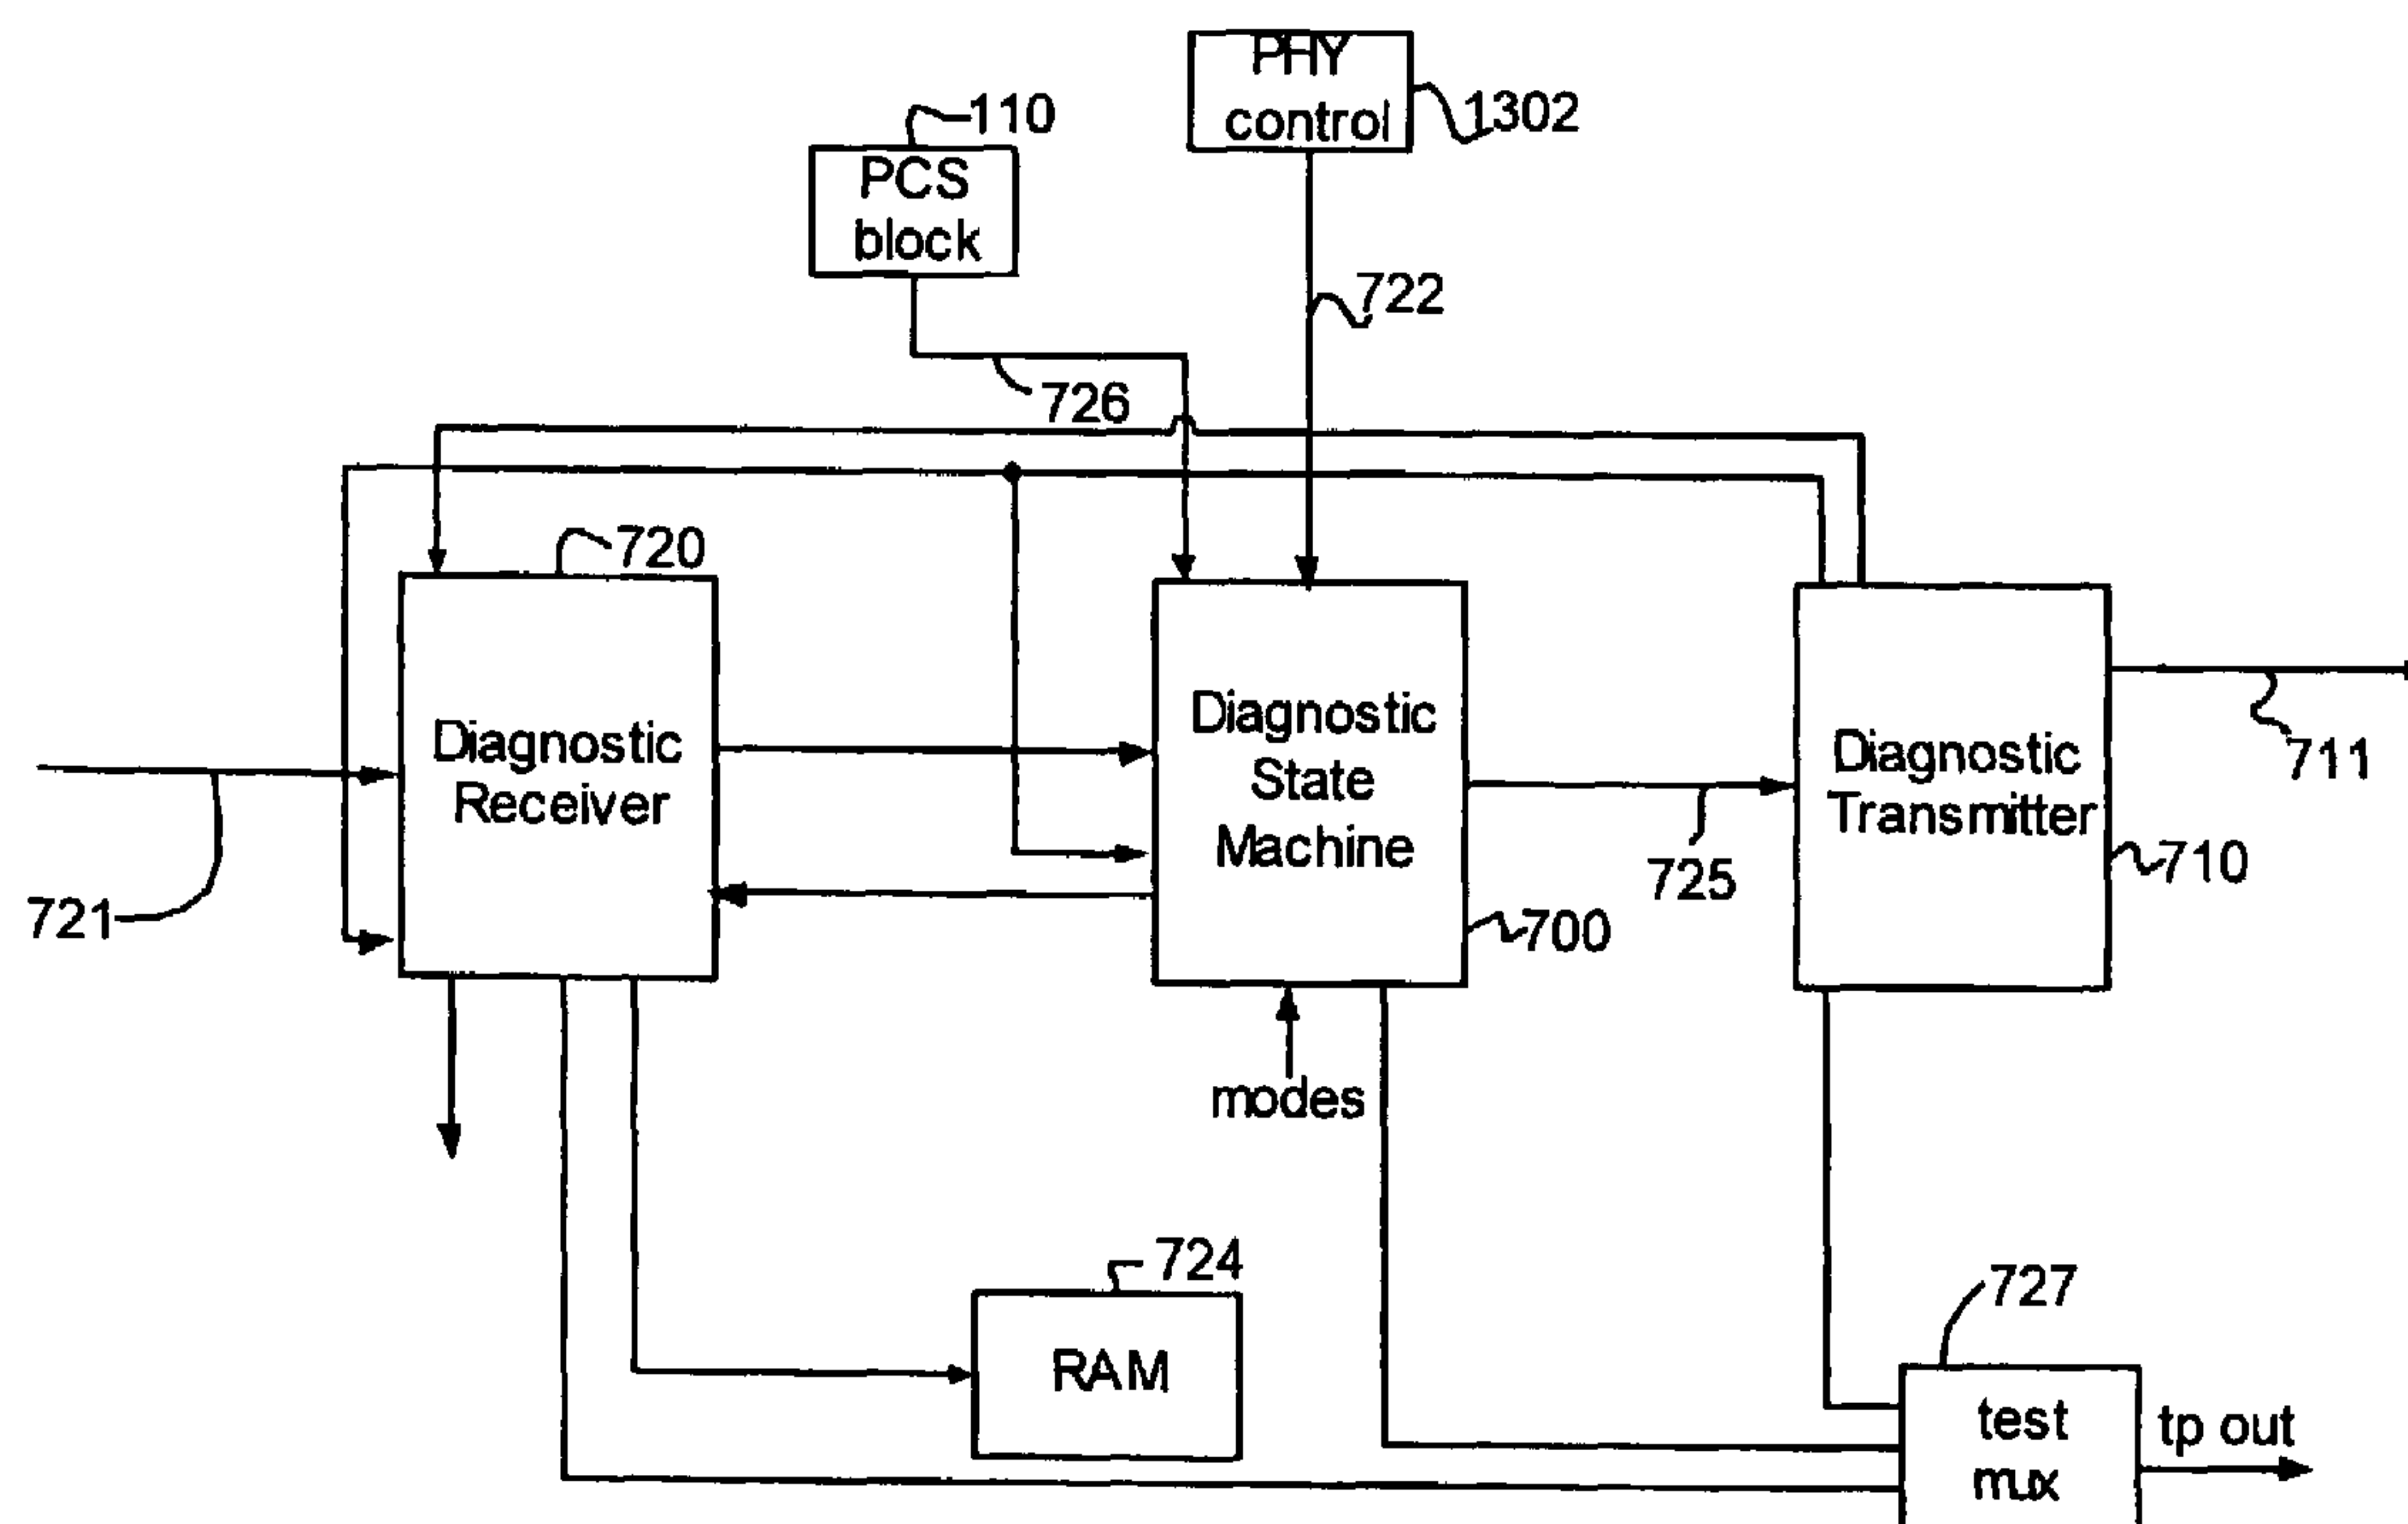 PHY
control
1302
110
PCS
block
722
726
720
Diagnostic
Receiver
Diagnostic
State
Machine
Diagnostic
Transmitter
711
710
725
721
700
modes
724
RAM
727
test
mux
tp out